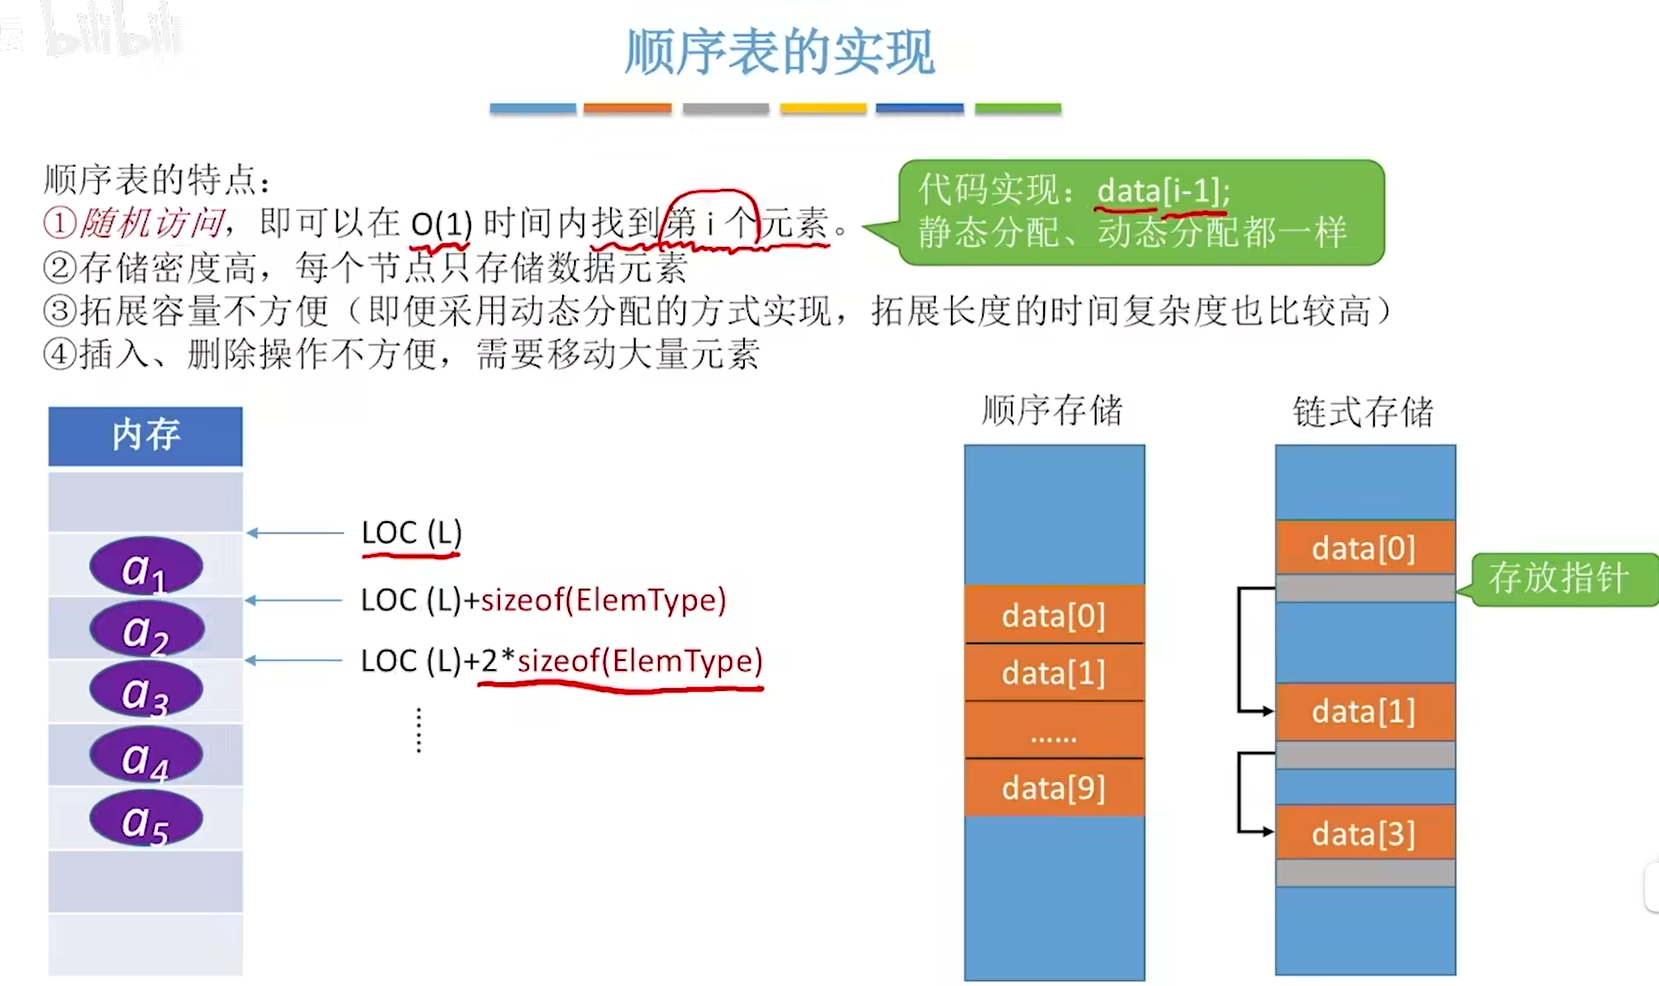 bilibili
顺序表的实现
顺序表的特点：
①随机访问，即可以在 O(1) 时间内找到第 i 个元素。
代码实现：data[i-1];
静态分配、动态分配都一样
②存储密度高，每个节点只存储数据元素
③拓展容量不方便（即便采用动态分配的方式实现，拓展长度的时间复杂度也比较高）
④插入、删除操作不方便，需要移动大量元素
内存
a1
a2
a3
a4
a5
LOC (L)
LOC (L)+sizeof(ElemType)
LOC (L)+2*sizeof(ElemType)
顺序存储
data[0]
data[1]
......
data[9]
链式存储
data[0]
存放指针
data[1]
data[3]